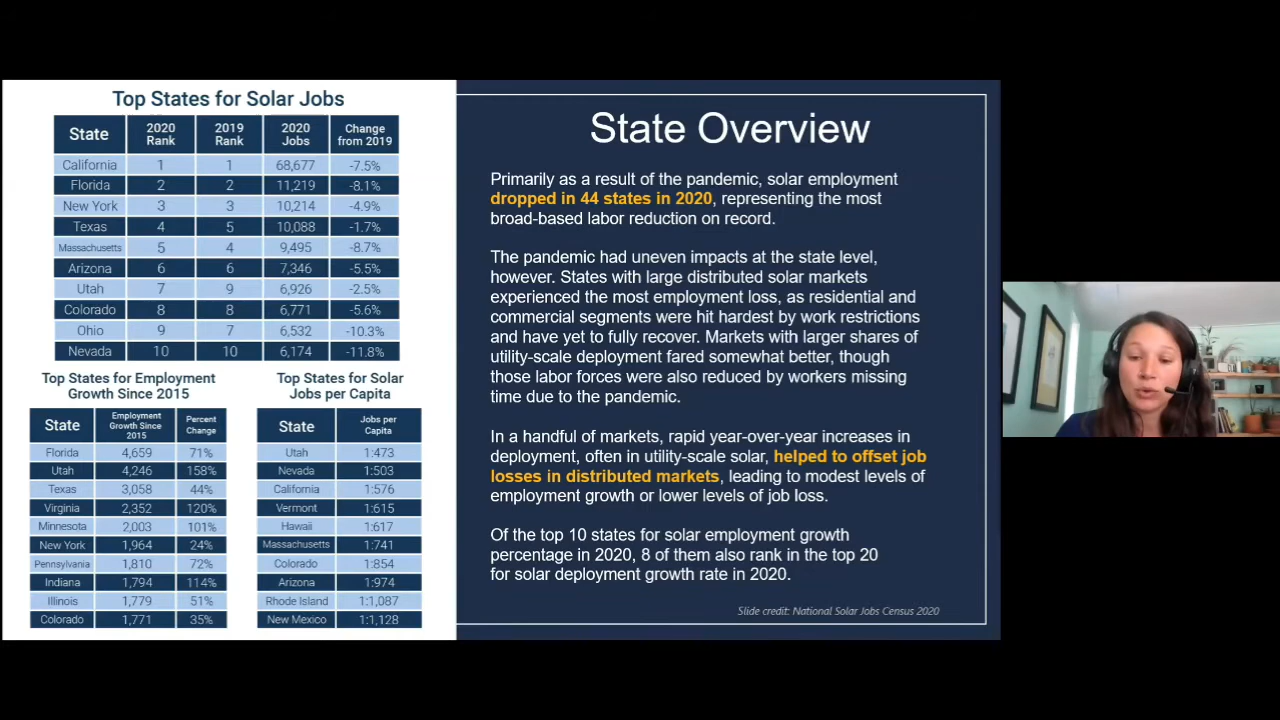 Top States for Solar Jobs
State 2020 Rank 2019 Rank 2020 Jobs Change from 2019
California 1 1 68,677 -7.5%
Florida 2 2 11,219 -8.1%
New York 3 3 10,214 -4.9%
Texas 4 5 10,088 -1.7%
Massachusetts 5 4 9,495 -8.7%
Arizona 6 6 7,346 -5.5%
Utah 7 9 6,926 -2.5%
Colorado 8 8 6,771 -5.6%
Ohio 9 7 6,532 -10.3%
Nevada 10 10 6,174 -11.8%
Top States for Employment
Growth Since 2015
State Employment Growth Since 2015 Percent Change
Florida 4,659 71%
Utah 4,246 158%
Texas 3,058 44%
Virginia 2,352 120%
Minnesota 2,003 101%
New York 1,964 24%
Pennsylvania 1,810 72%
Indiana 1,794 114%
Illinois 1,779 51%
Colorado 1,771 35%
Top States for Solar
Jobs per Capita
State Jobs per Capita
Utah 1:473
Nevada 1:503
California 1:576
Vermont 1:615
Hawaii 1:617
Massachusetts 1:741
Colorado 1:854
Arizona 1:974
Rhode Island 1:1,087
New Mexico 1:1,128
State Overview
Primarily as a result of the pandemic, solar employment
dropped in 44 states in 2020, representing the most
broad-based labor reduction on record.
The pandemic had uneven impacts at the state level,
however. States with large distributed solar markets
experienced the most employment loss, as residential and
commercial segments were hit hardest by work restrictions
and have yet to fully recover. Markets with larger shares of
utility-scale deployment fared somewhat better, though
those labor forces were also reduced by workers missing
time due to the pandemic.
In a handful of markets, rapid year-over-year increases in
deployment, often in utility-scale solar, helped to offset job
losses in distributed markets, leading to modest levels of
employment growth or lower levels of job loss.
Of the top 10 states for solar employment growth
percentage in 2020, 8 of them also rank in the top 20
for solar deployment growth rate in 2020.
Slide credit: National Solar Jobs Census 2020